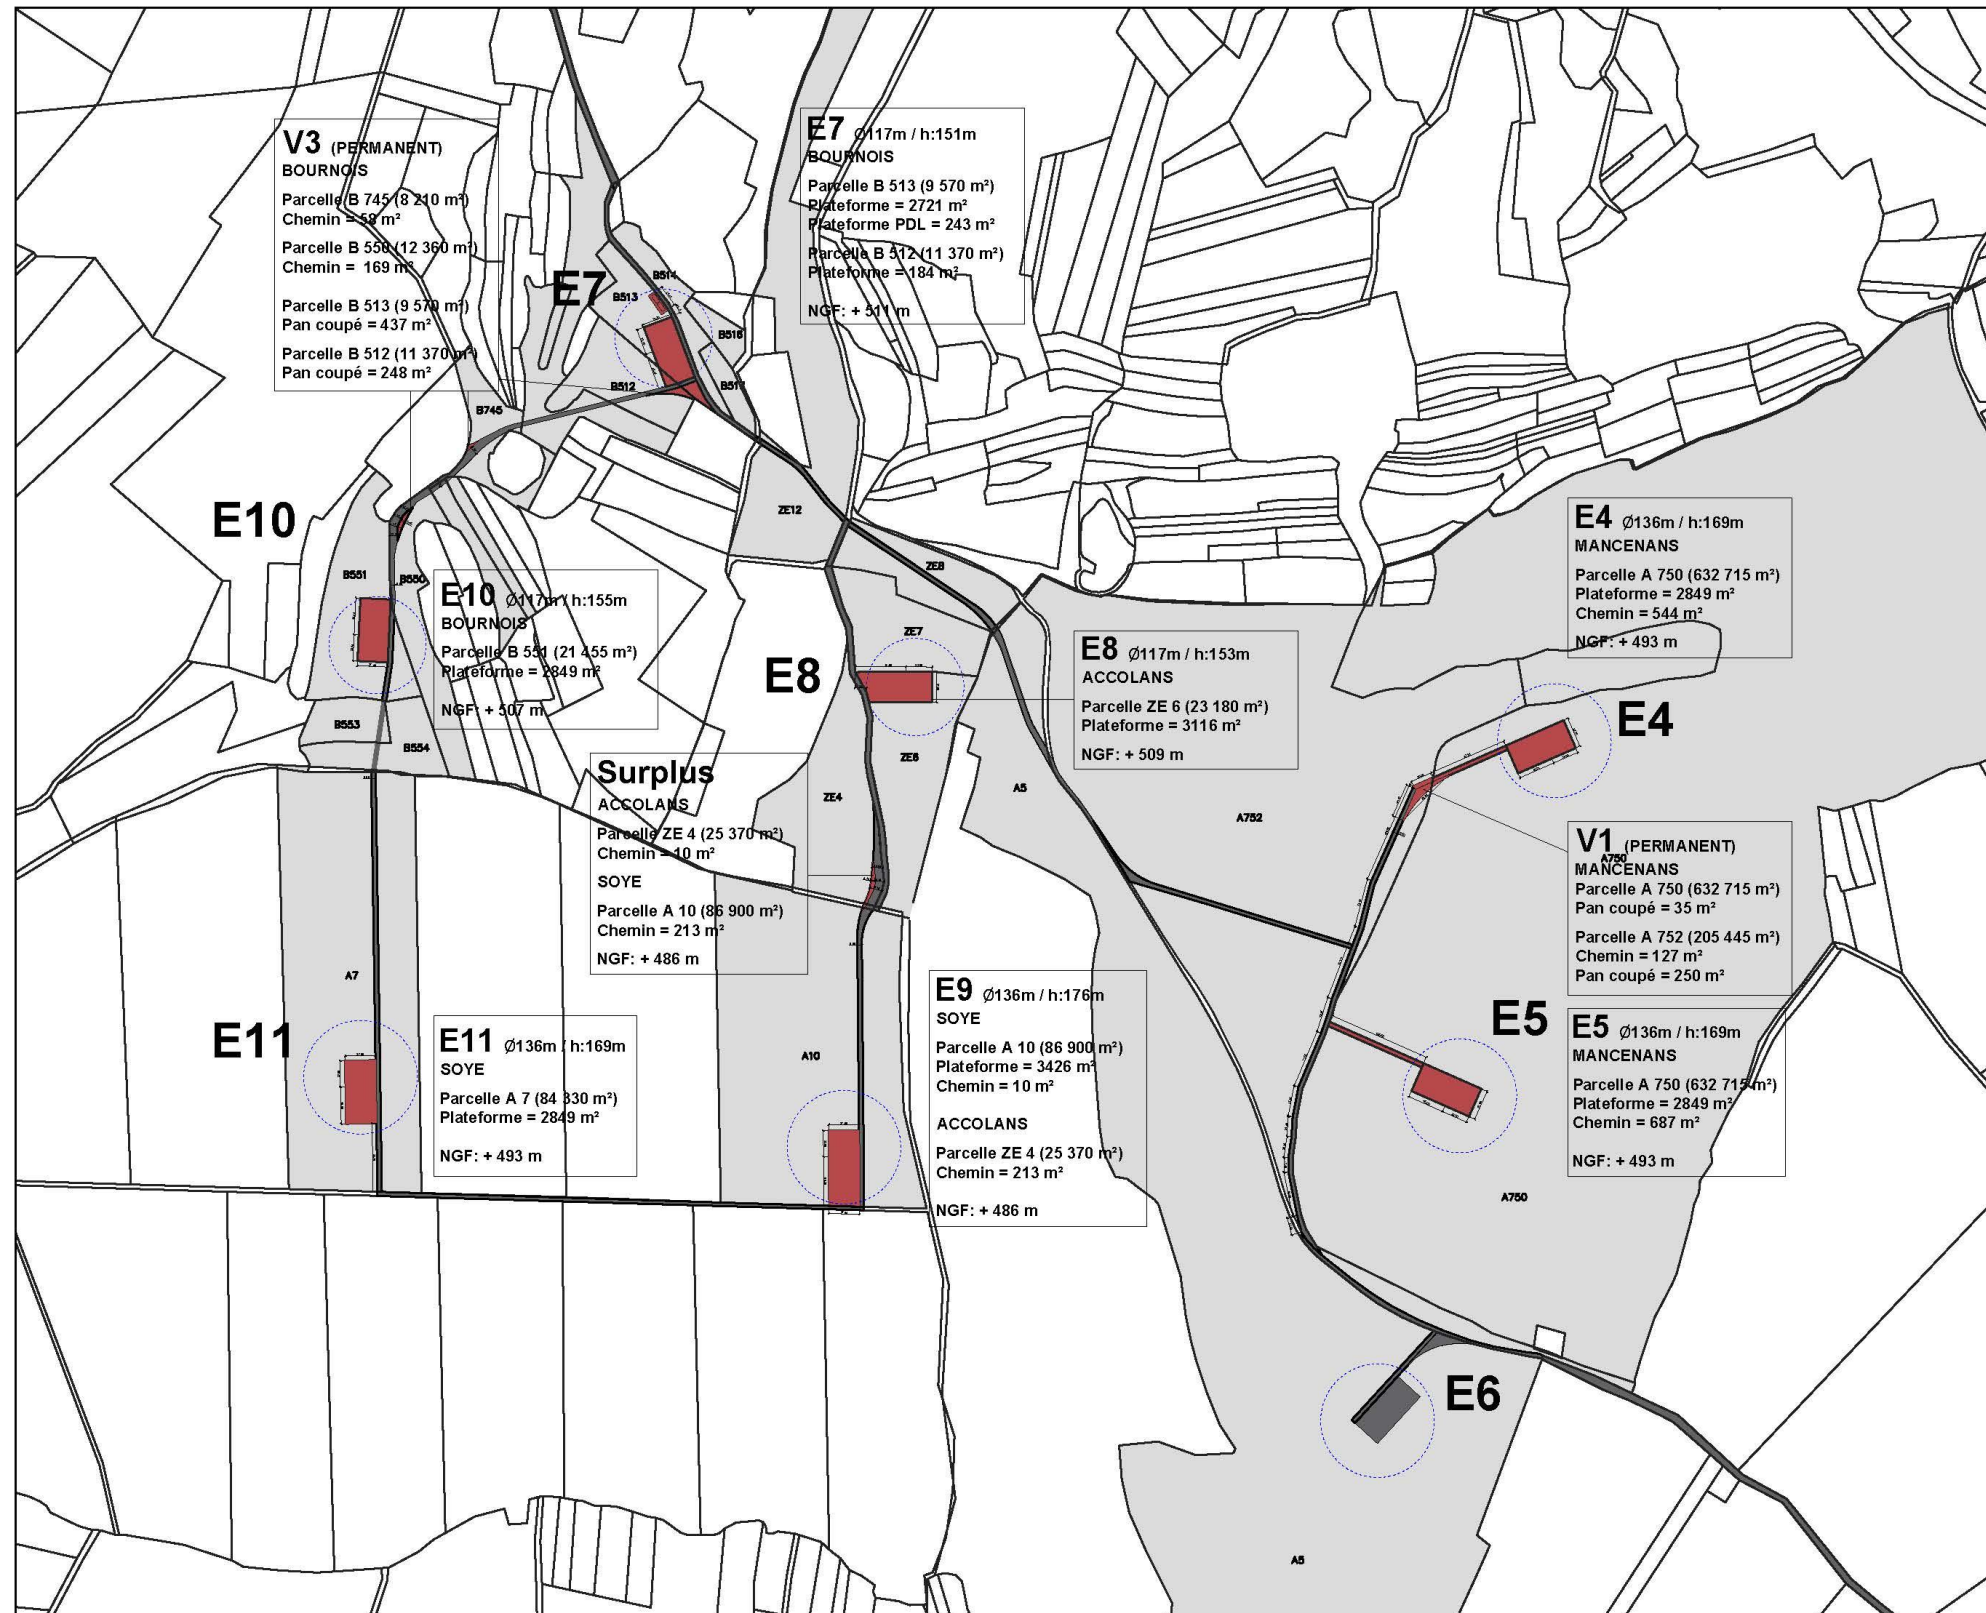 V3 (PERMANENT)
BOURNOIS
Parcelle B 745 (8 210 m²)
Chemin = 58 m²
Parcelle B 550 (12 360 m²)
Chemin = 169 m²
Parcelle B 513 (9 570 m²)
Pan coupé = 437 m²
Parcelle B 512 (11 370 m²)
Pan coupé = 248 m²
E7 Ø117m / h:151m
BOURNOIS
Parcelle B 513 (9 570 m²)
Plateforme = 2721 m²
Plateforme PDL = 243 m²
Parcelle B 512 (11 370 m²)
Plateforme = 184 m²
NGF: + 511 m
E7
B514
B513
B516
B512
B745
E10
ZE12
ZE8
B551
B550
E10 Ø117m / h:155m
BOURNOIS
Parcelle B 551 (21 455 m²)
Plateforme = 2849 m²
NGF: + 507 m
B553
B554
E4 Ø136m / h:169m
MANCENANS
Parcelle A 750 (632 715 m²)
Plateforme = 2849 m²
Chemin = 544 m²
NGF: + 493 m
ZE7
E8
E8 Ø117m / h:153m
ACCOLANS
Parcelle ZE 6 (23 180 m²)
Plateforme = 3116 m²
NGF: + 509 m
E4
ZE6
ZE4
A5
A752
Surplus
ACCOLANS
Parcelle ZE 4 (25 370 m²)
Chemin = 10 m²
SOYE
Parcelle A 10 (86 900 m²)
Chemin = 213 m²
NGF: + 486 m
V1 (PERMANENT)
A750
MANCENANS
Parcelle A 750 (632 715 m²)
Pan coupé = 35 m²
Parcelle A 752 (205 445 m²)
Chemin = 127 m²
Pan coupé = 250 m²
A7
E11
E11 Ø136m / h:169m
SOYE
Parcelle A 7 (84 330 m²)
Plateforme = 2849 m²
NGF: + 493 m
A10
E9 Ø136m / h:176m
SOYE
Parcelle A 10 (86 900 m²)
Plateforme = 3426 m²
Chemin = 10 m²
ACCOLANS
Parcelle ZE 4 (25 370 m²)
Chemin = 213 m²
NGF: + 486 m
E5
E5 Ø136m / h:169m
MANCENANS
Parcelle A 750 (632 715 m²)
Plateforme = 2849 m²
Chemin = 687 m²
NGF: + 493 m
A750
E6
A5